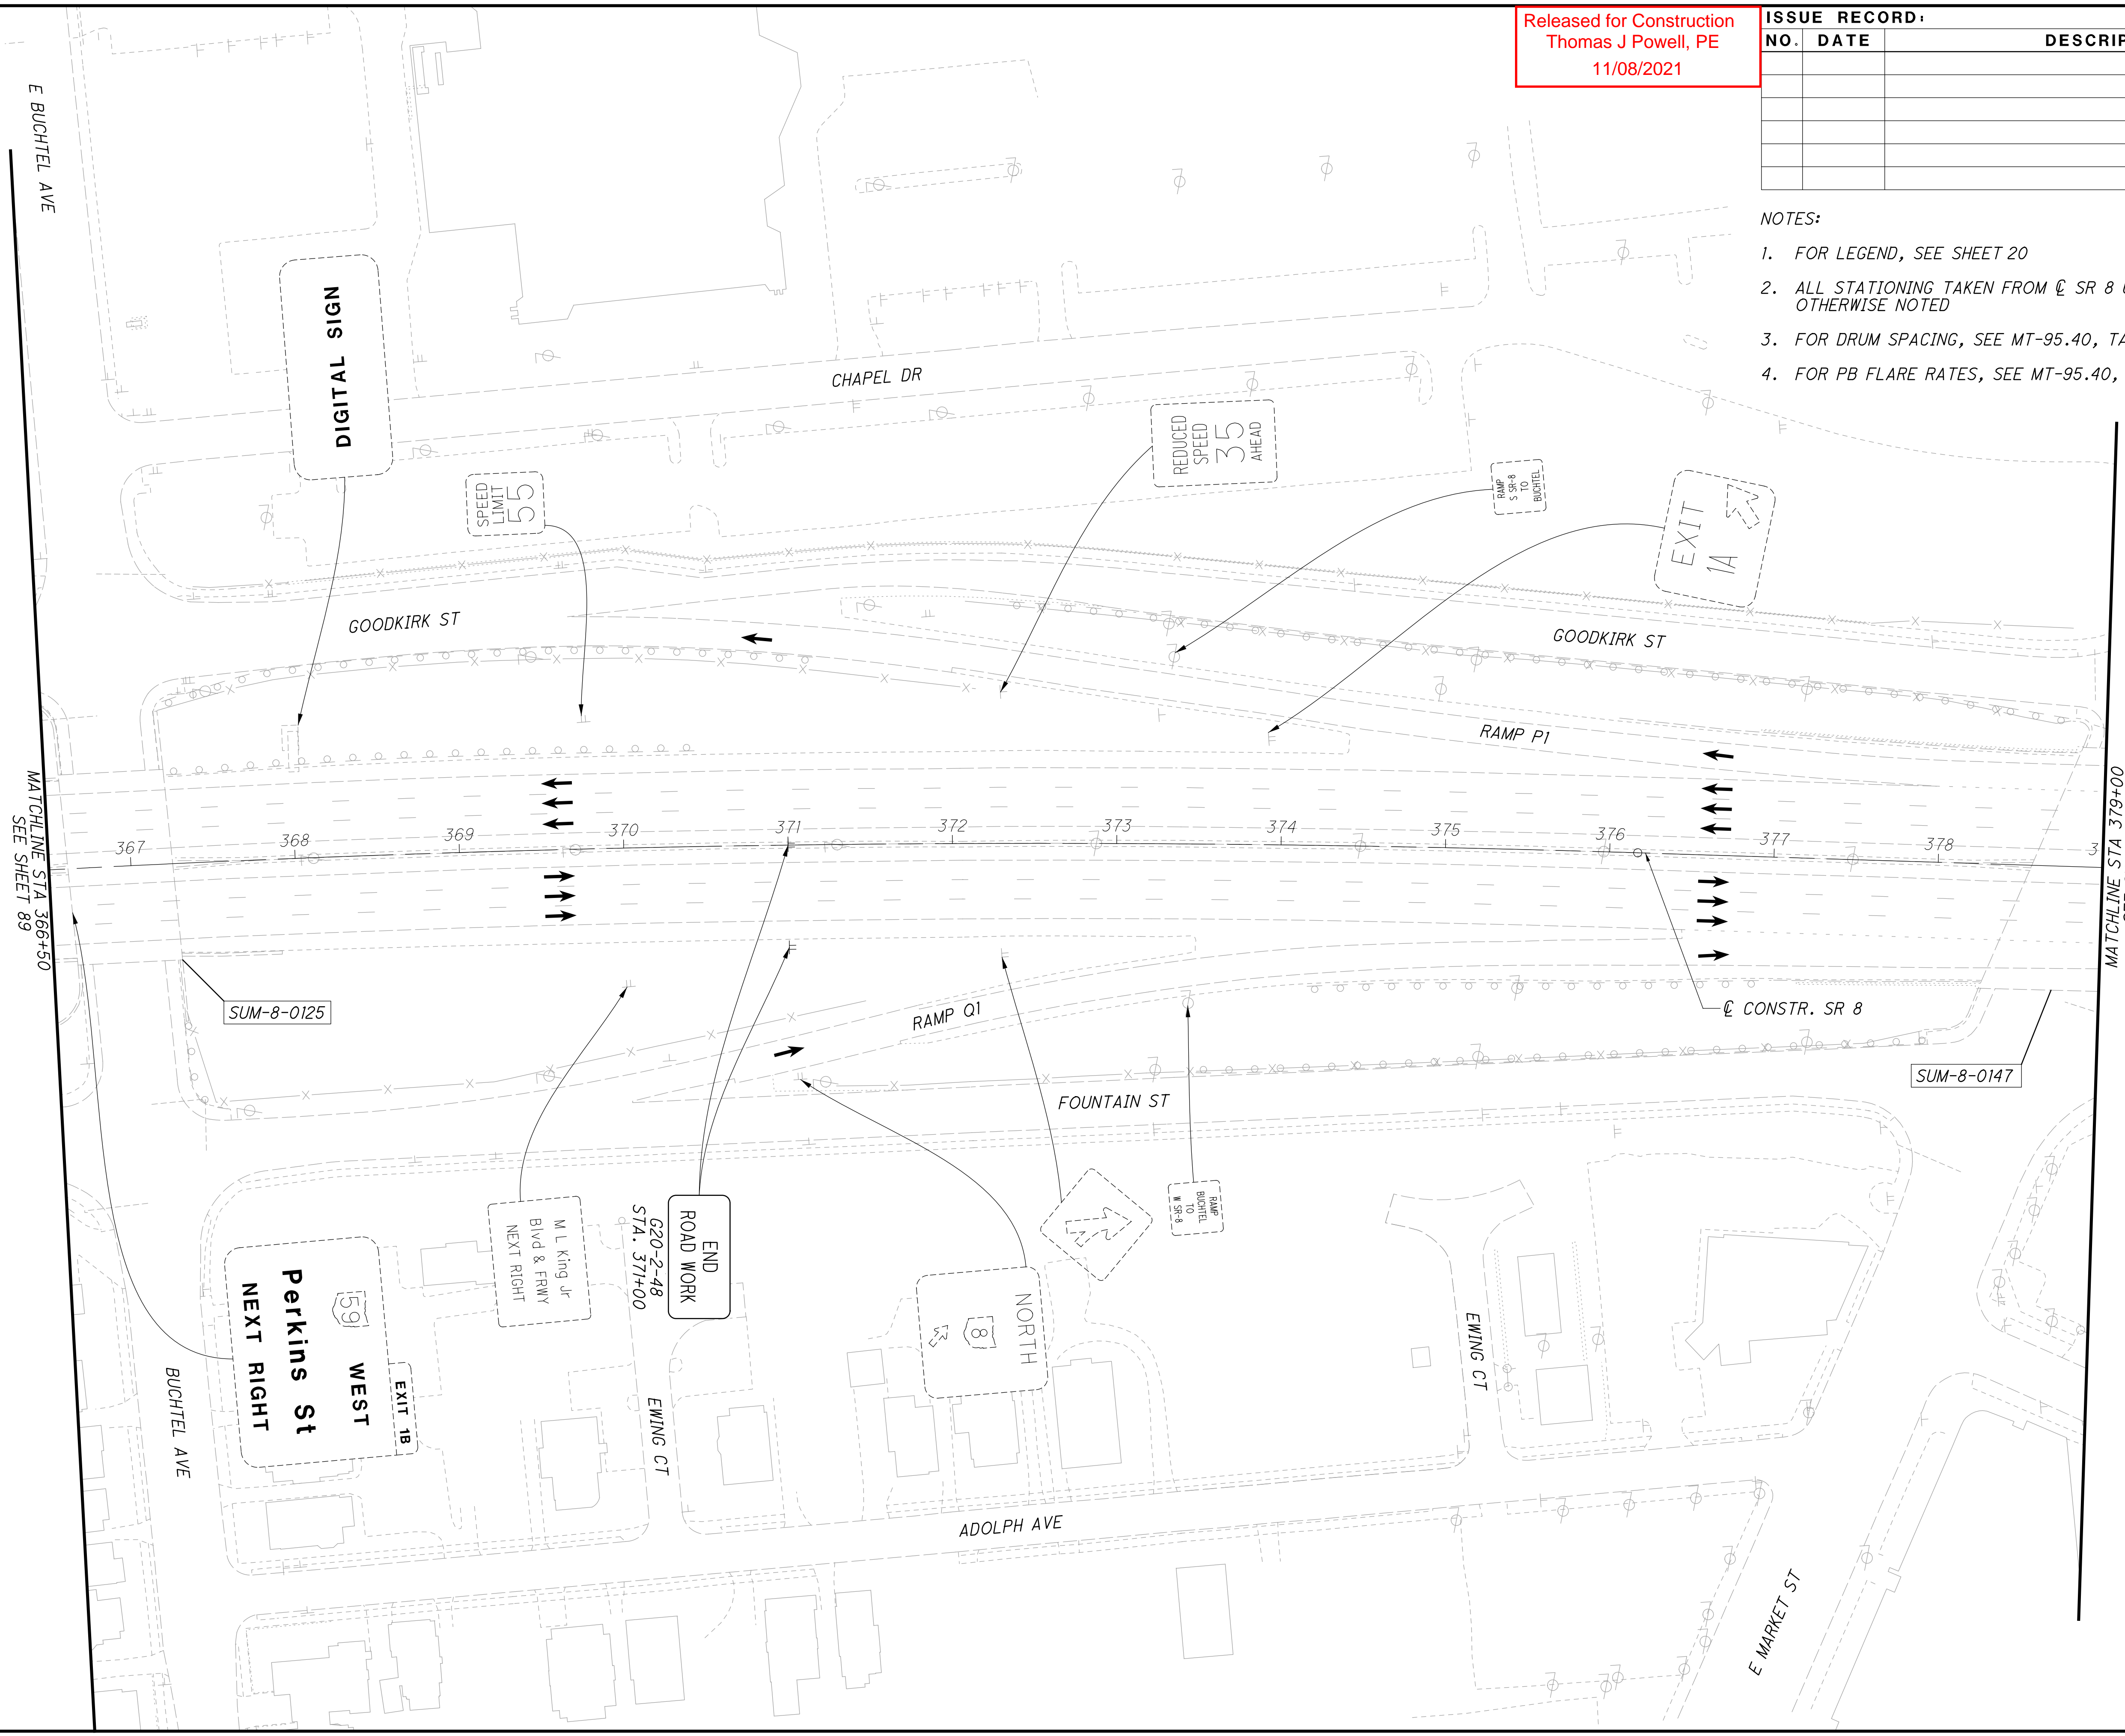 Released for Construction
Thomas J Powell, PE
11/08/2021
ISSUE RECORD:
NO. DATE
NOTES:
1. FOR LEGEND, SEE SHEET 20
2. ALL STATIONING TAKEN FROM ℄ SR 8
OTHERWISE NOTED
3. FOR DRUM SPACING, SEE MT-95.40,
4. FOR PB FLARE RATES, SEE MT-95.40,
E BUCHTEL AVE
DIGITAL SIGN
CHAPEL DR
SPEED
LIMIT
55
REDUCED
SPEED
35
AHEAD
RAMP
S SR-8
TO
BUCHTEL
EXIT
1A
GOODKIRK ST
GOODKIRK ST
RAMP P1
MATCHLINE STA 366+50
SEE SHEET 89
367
368
369
370
371
372
373
374
375
376
377
378
MATCHLINE STA 379+00
SUM-8-0125
RAMP Q1
℄ CONSTR. SR 8
SUM-8-0147
FOUNTAIN ST
EXIT 1B
59 WEST
Perkins St
NEXT RIGHT
M L King Jr
Blvd & FRWY
NEXT RIGHT
END
ROAD WORK
G20-2-48
STA. 371+00
NORTH
8
RAMP
BUCHTEL
TO
W SR-8
BUCHTEL AVE
EWING CT
EWING CT
ADOLPH AVE
E MARKET ST